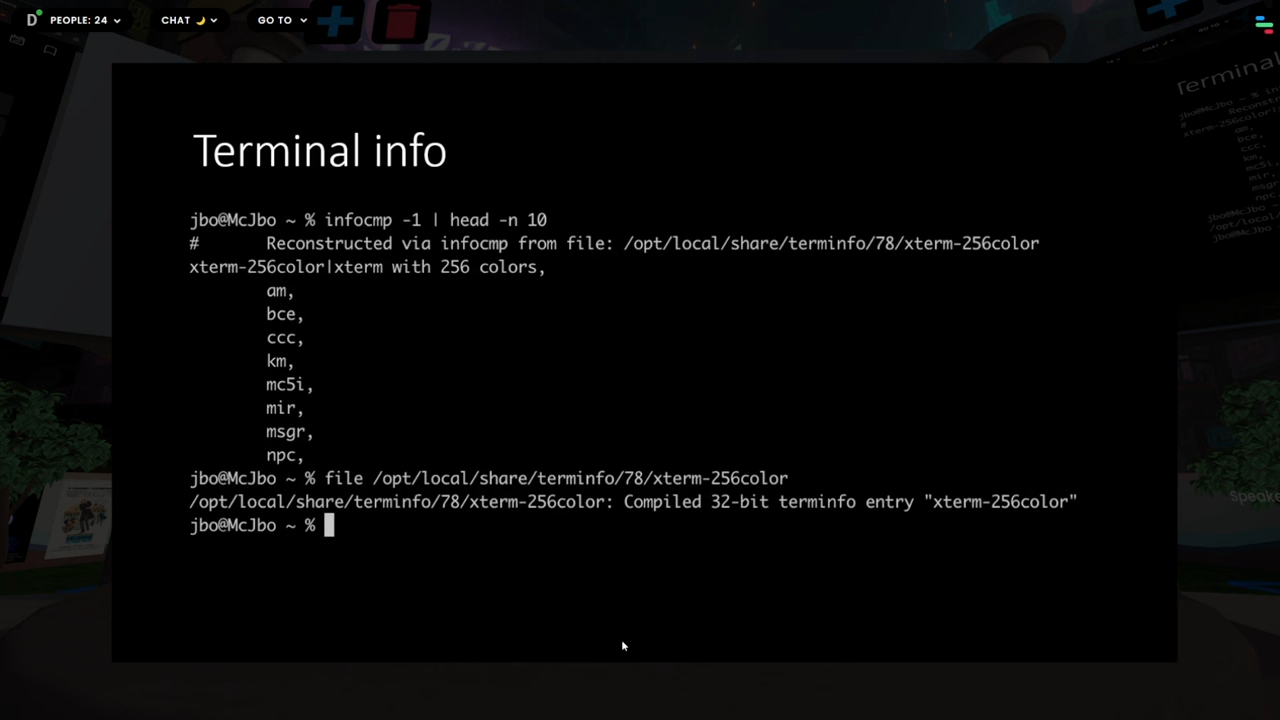 D PEOPLE: 24 CHAT GO TO
Terminal info
jbo@McJbo ~ % infocmp -1 | head -n 10
#       Reconstructed via infocmp from file: /opt/local/share/terminfo/78/xterm-256color
xterm-256color|xterm with 256 colors,
        am,
        bce,
        ccc,
        km,
        mc5i,
        mir,
        msgr,
        npc,
jbo@McJbo ~ % file /opt/local/share/terminfo/78/xterm-256color
/opt/local/share/terminfo/78/xterm-256color: Compiled 32-bit terminfo entry "xterm-256color"
jbo@McJbo ~ %
Terminal